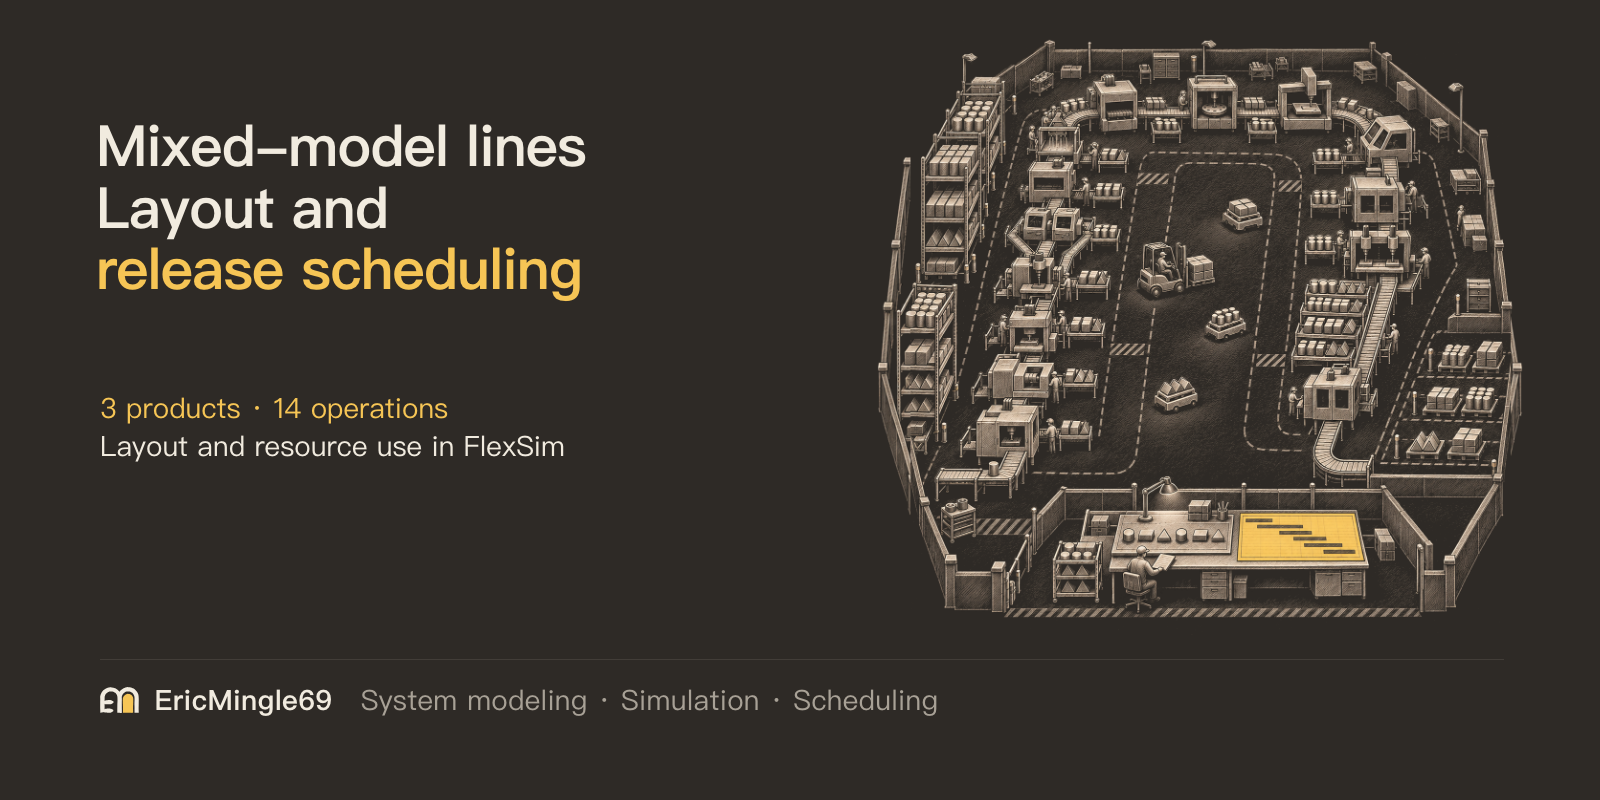 Mixed–model lines
Layout and
release scheduling
3 products · 14 operations
Layout and resource use in FlexSim
EricMingle69 System modeling · Simulation · Scheduling